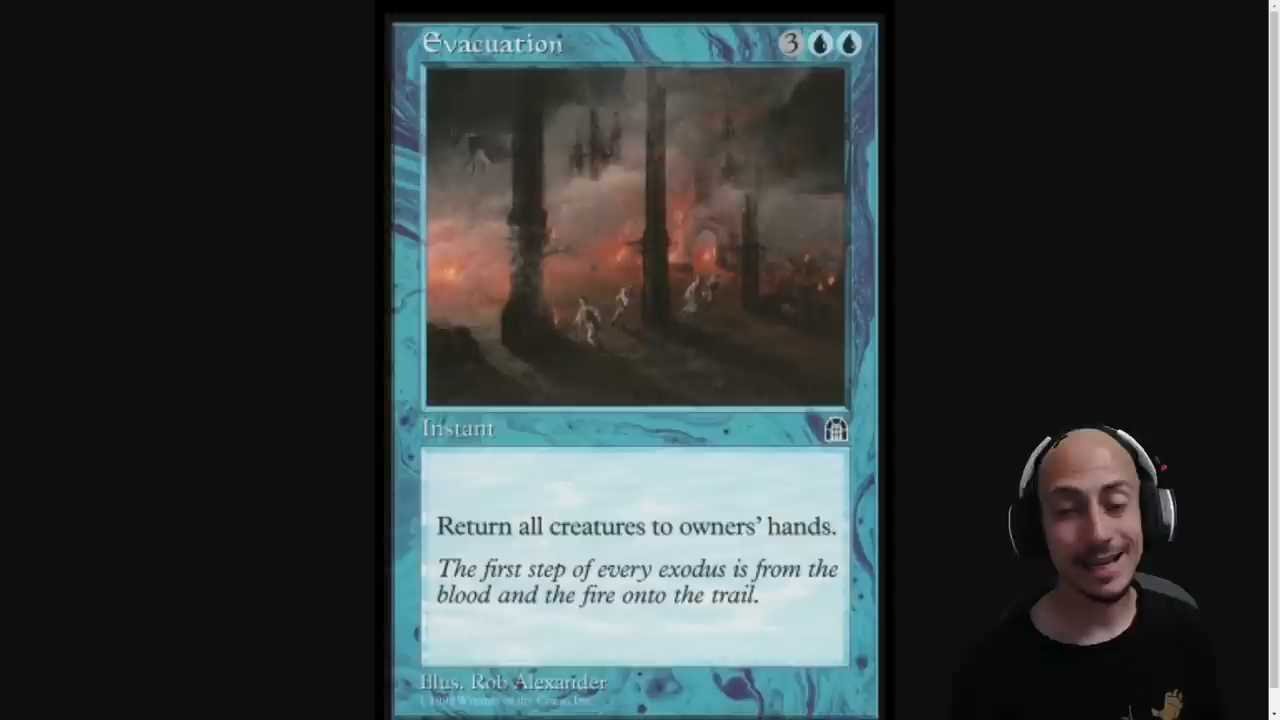 Evacuation 3
Instant
Return all creatures to owners' hands.
The first step of every exodus is from the
blood and the fire onto the trail.
Illus. Rob Alexander